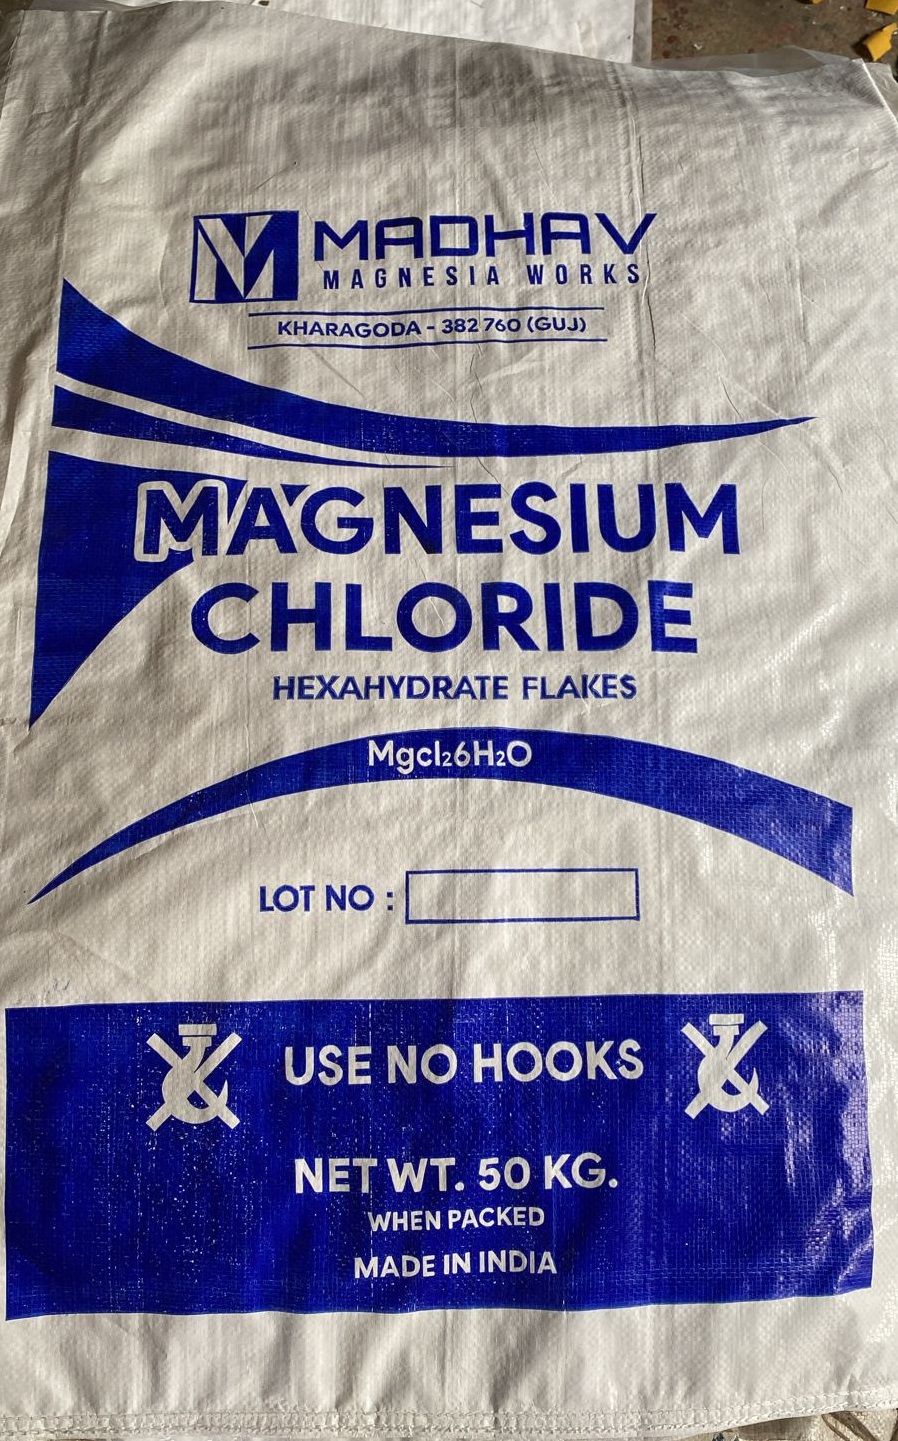 MADHAV
MAGNESIA WORKS
KHARAGODA - 382 760 (GUJ)
MAGNESIUM
CHLORIDE
HEXAHYDRATE FLAKES
Mgcl₂6H₂O
LOT NO :
USE NO HOOKS
NET WT. 50 KG.
WHEN PACKED
MADE IN INDIA